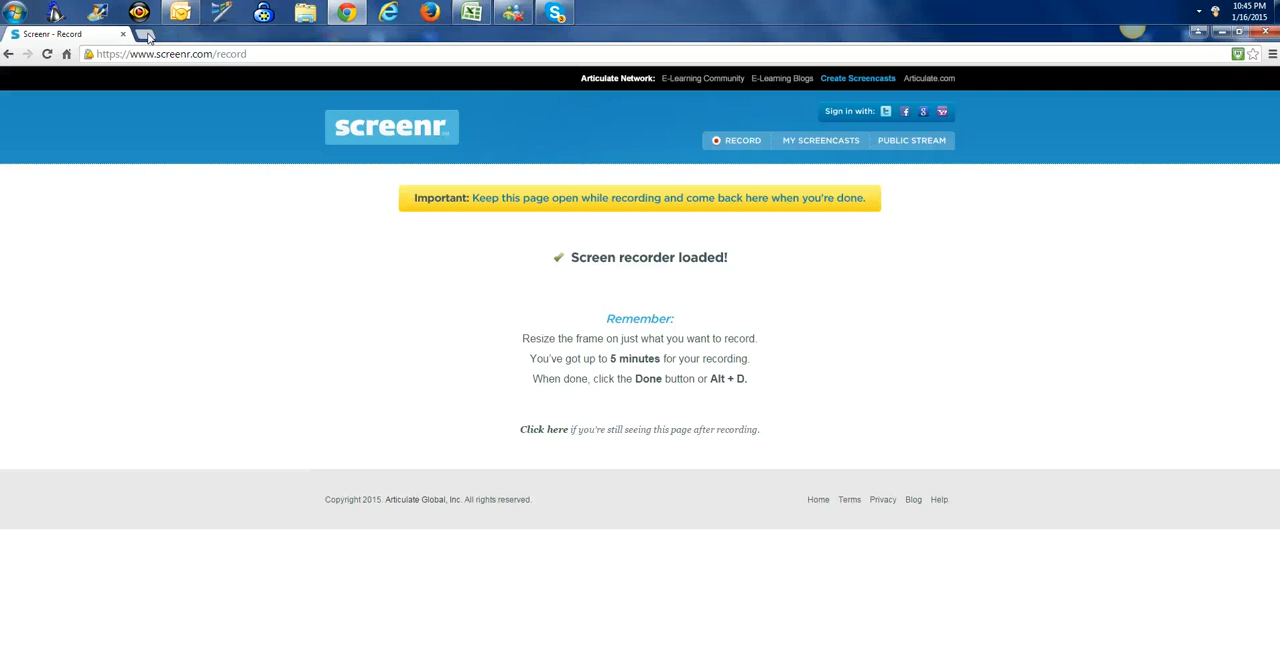 10:45 PM
1/16/2015
Screenr - Record
https://www.screenr.com/record
Articulate Network: E-Learning Community E-Learning Blogs Create Screencasts Articulate.com
Sign in with:
screenr
RECORD MY SCREENCASTS PUBLIC STREAM
Important: Keep this page open while recording and come back here when you're done.
Screen recorder loaded!
Remember:
Resize the frame on just what you want to record.
You've got up to 5 minutes for your recording.
When done, click the Done button or Alt + D.
Click here if you're still seeing this page after recording.
Copyright 2015. Articulate Global, Inc. All rights reserved.
Home Terms Privacy Blog Help